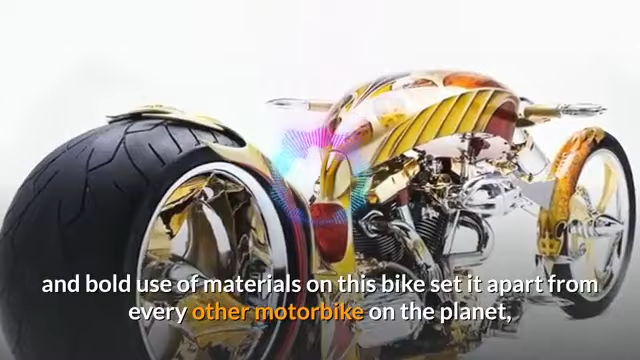 and bold use of materials on this bike set it apart from
every other motorbike on the planet,